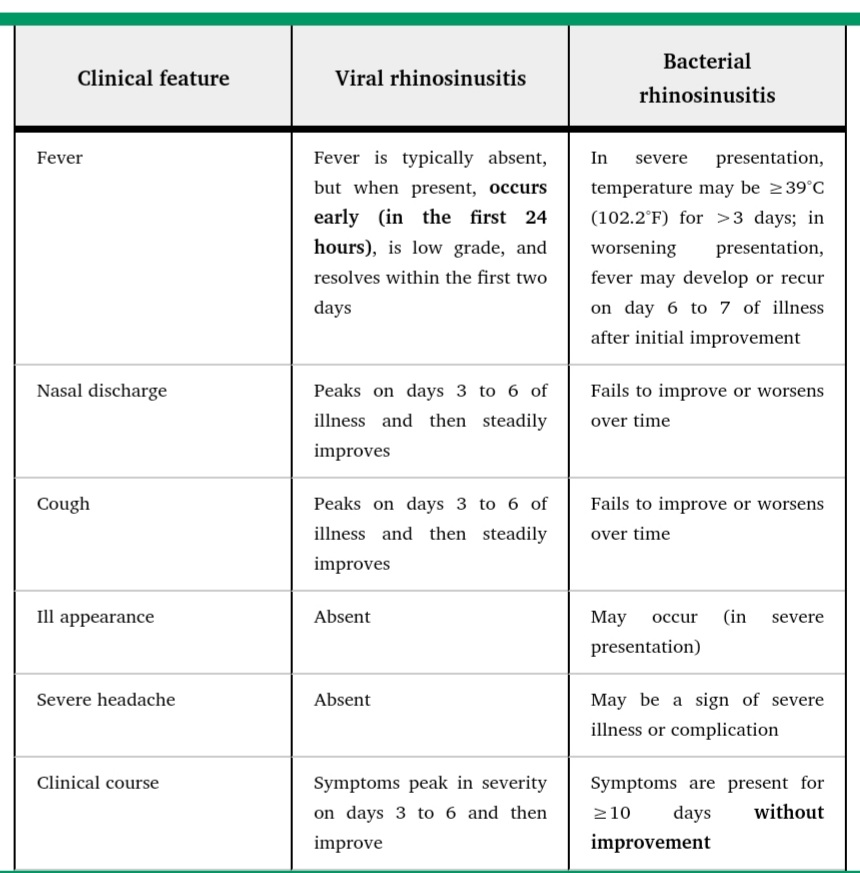 Clinical feature
Viral rhinosinusitis
Bacterial
rhinosinusitis
Fever
Fever is typically absent,
but when present, occurs
early (in the first 24
hours), is low grade, and
resolves within the first two
days
In severe presentation,
temperature may be ≥39°C
(102.2°F) for >3 days; in
worsening presentation,
fever may develop or recur
on day 6 to 7 of illness
after initial improvement
Nasal discharge
Peaks on days 3 to 6 of
illness and then steadily
improves
Fails to improve or worsens
over time
Cough
Peaks on days 3 to 6 of
illness and then steadily
improves
Fails to improve or worsens
over time
Ill appearance
Absent
May occur (in severe
presentation)
Severe headache
Absent
May be a sign of severe
illness or complication
Clinical course
Symptoms peak in severity
on days 3 to 6 and then
improve
Symptoms are present for
≥10 days without
improvement